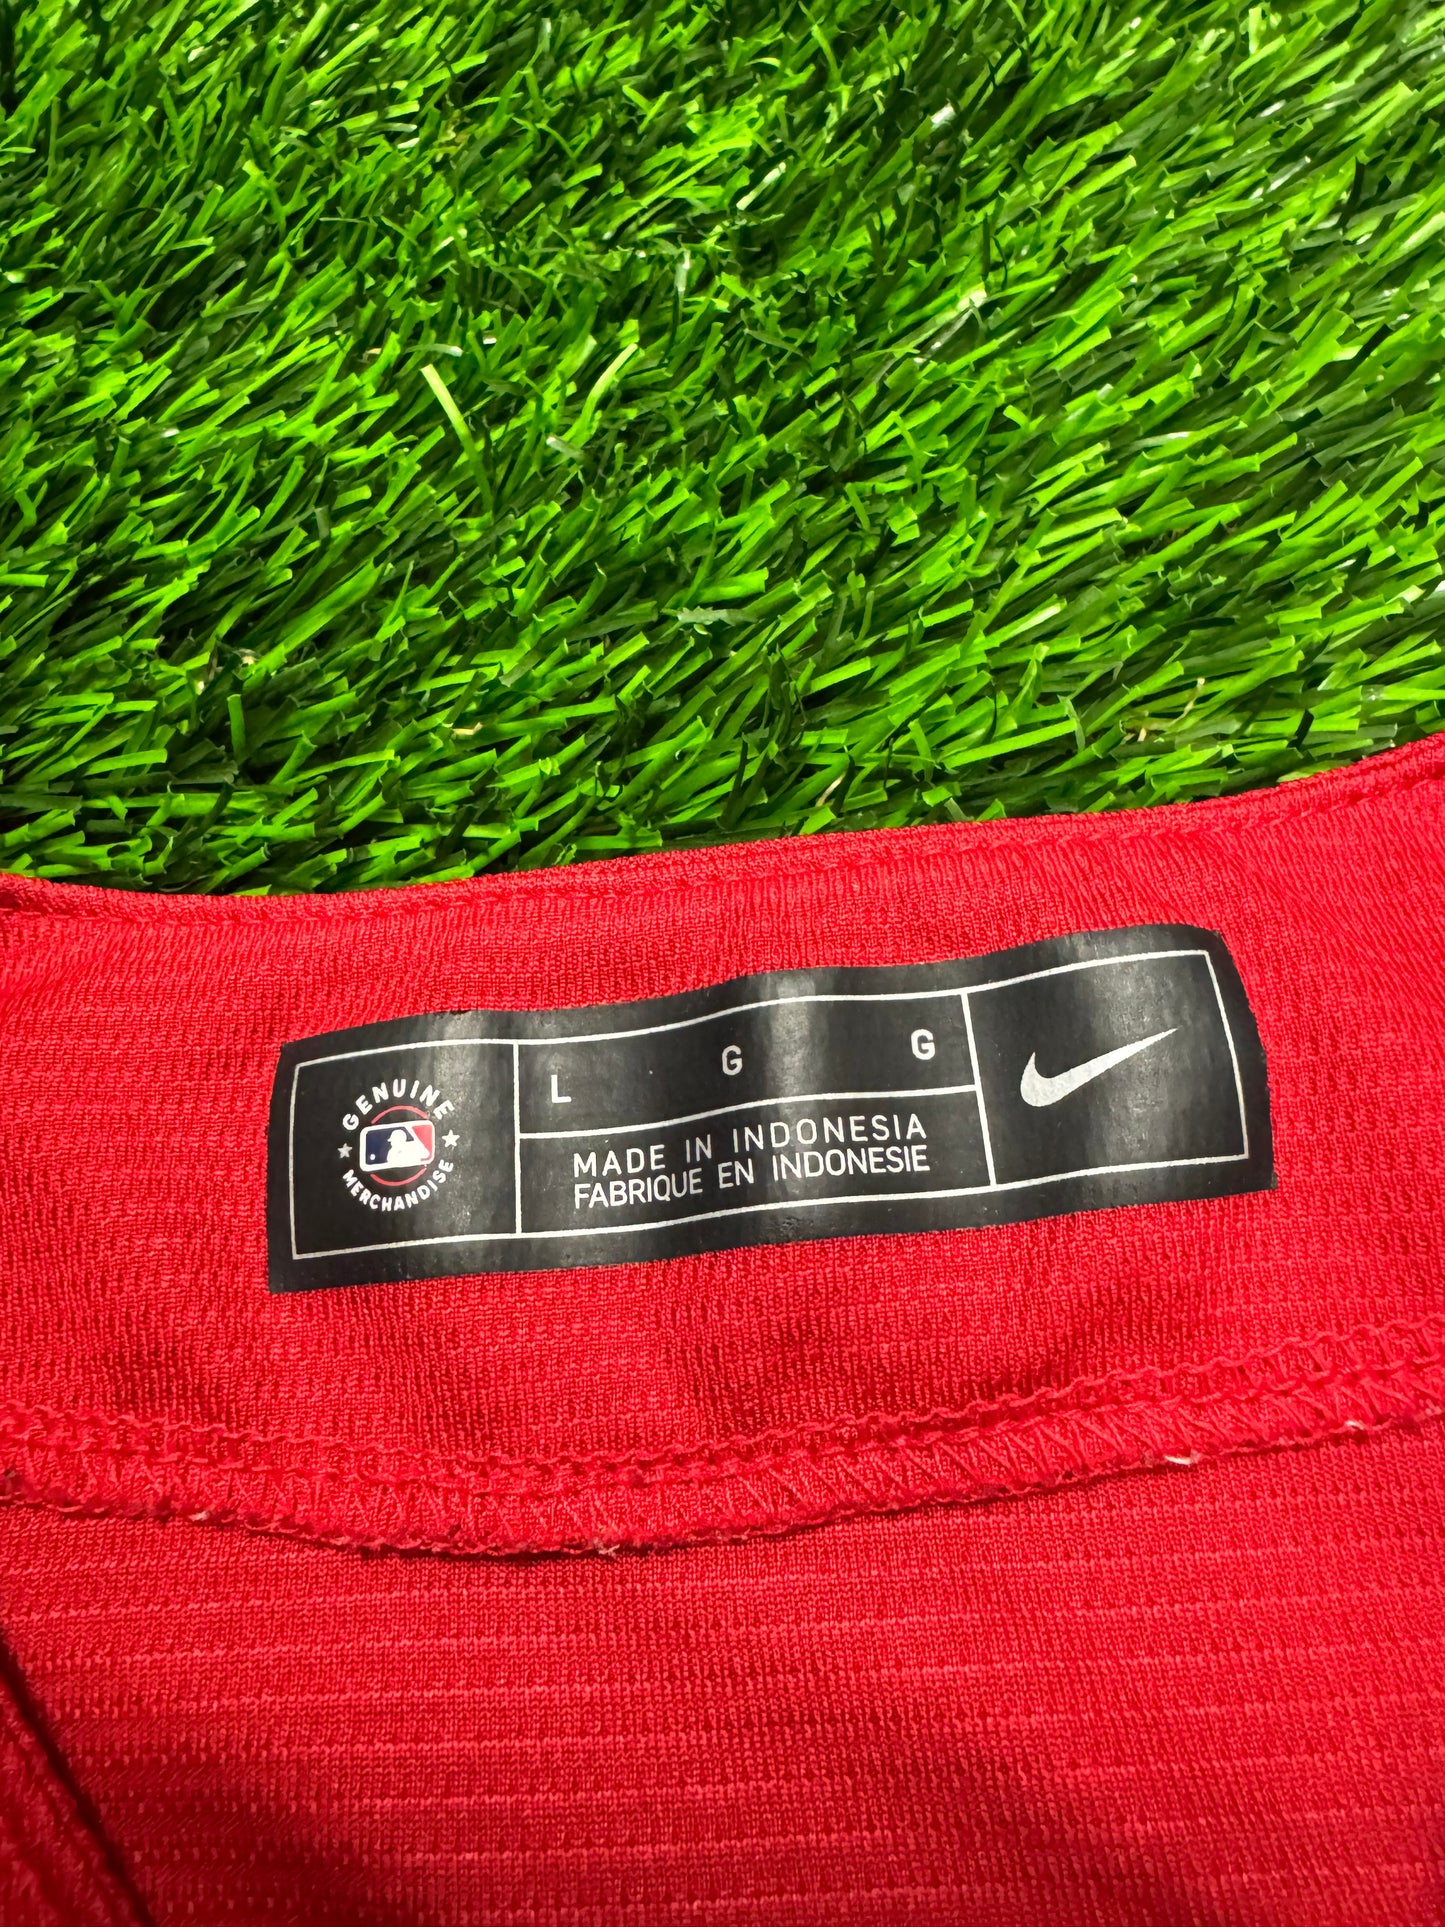 GENUINE
MERCHANDISE
L G G
MADE IN INDONESIA
FABRIQUE EN INDONESIE